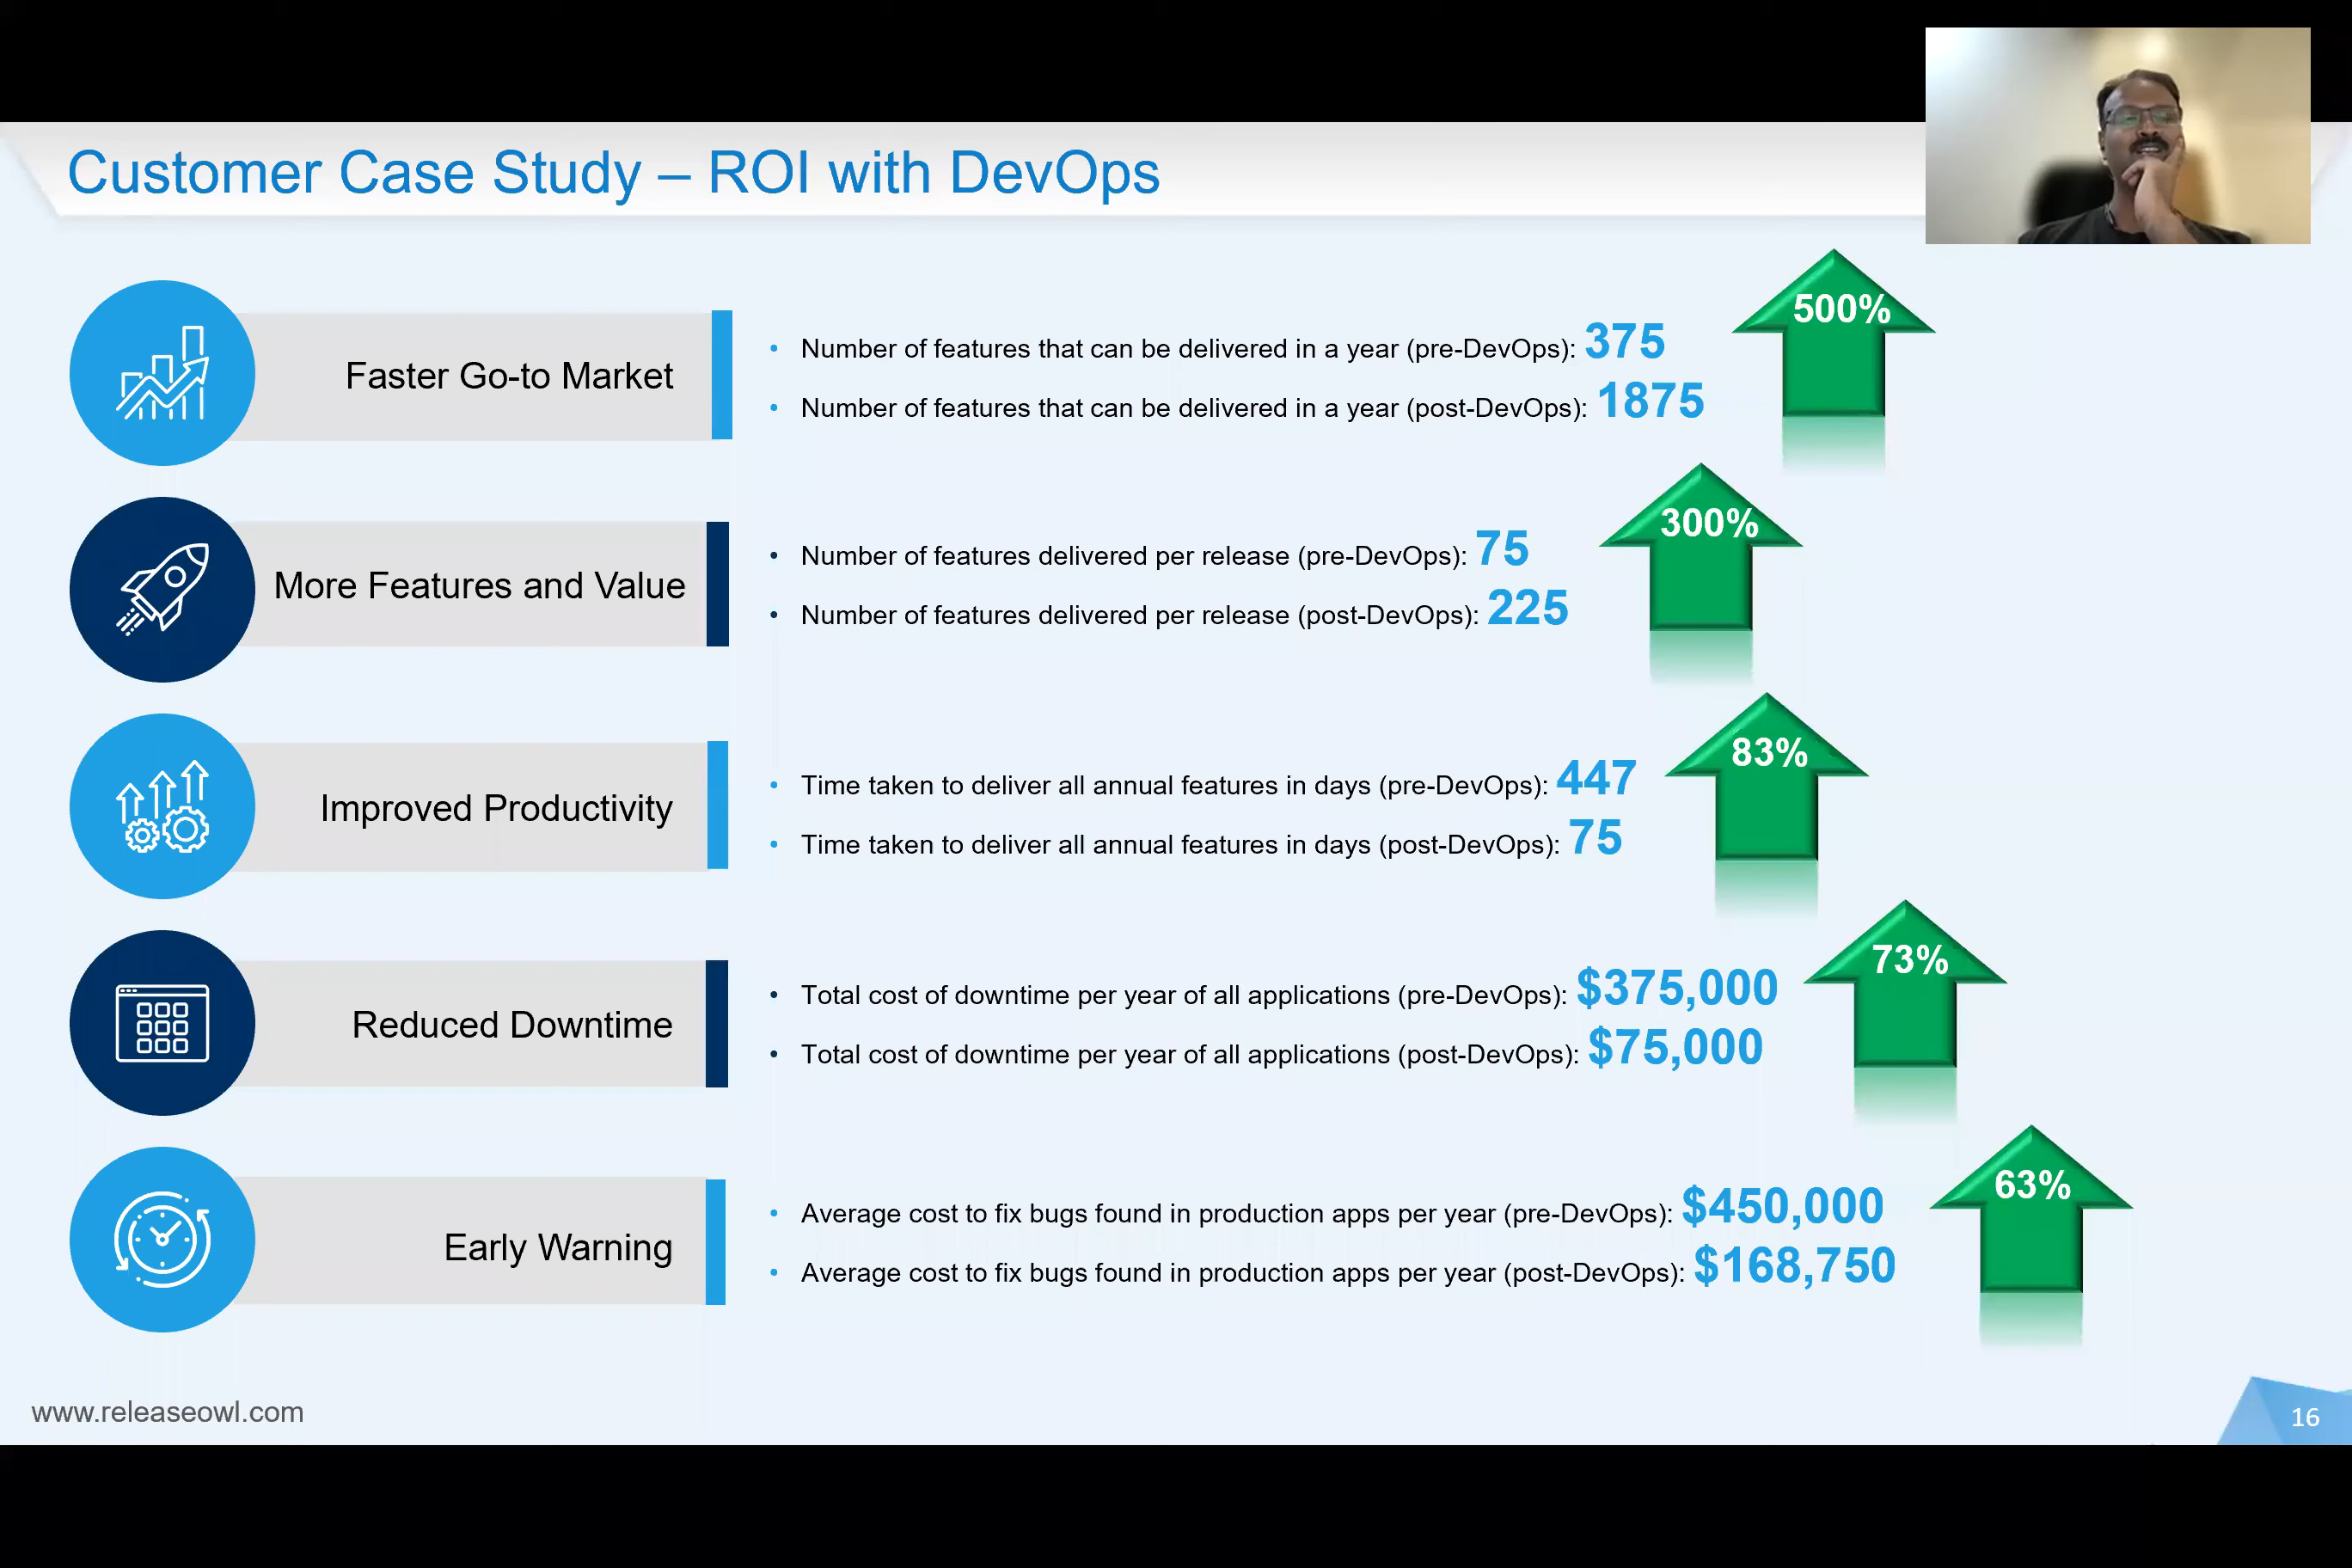 Customer Case Study – ROI with DevOps
Faster Go-to Market
• Number of features that can be delivered in a year (pre-DevOps): 375
• Number of features that can be delivered in a year (post-DevOps): 1875
500%
More Features and Value
• Number of features delivered per release (pre-DevOps): 75
• Number of features delivered per release (post-DevOps): 225
300%
Improved Productivity
• Time taken to deliver all annual features in days (pre-DevOps): 447
• Time taken to deliver all annual features in days (post-DevOps): 75
83%
Reduced Downtime
• Total cost of downtime per year of all applications (pre-DevOps): $375,000
• Total cost of downtime per year of all applications (post-DevOps): $75,000
73%
Early Warning
• Average cost to fix bugs found in production apps per year (pre-DevOps): $450,000
• Average cost to fix bugs found in production apps per year (post-DevOps): $168,750
63%
www.releaseowl.com
16